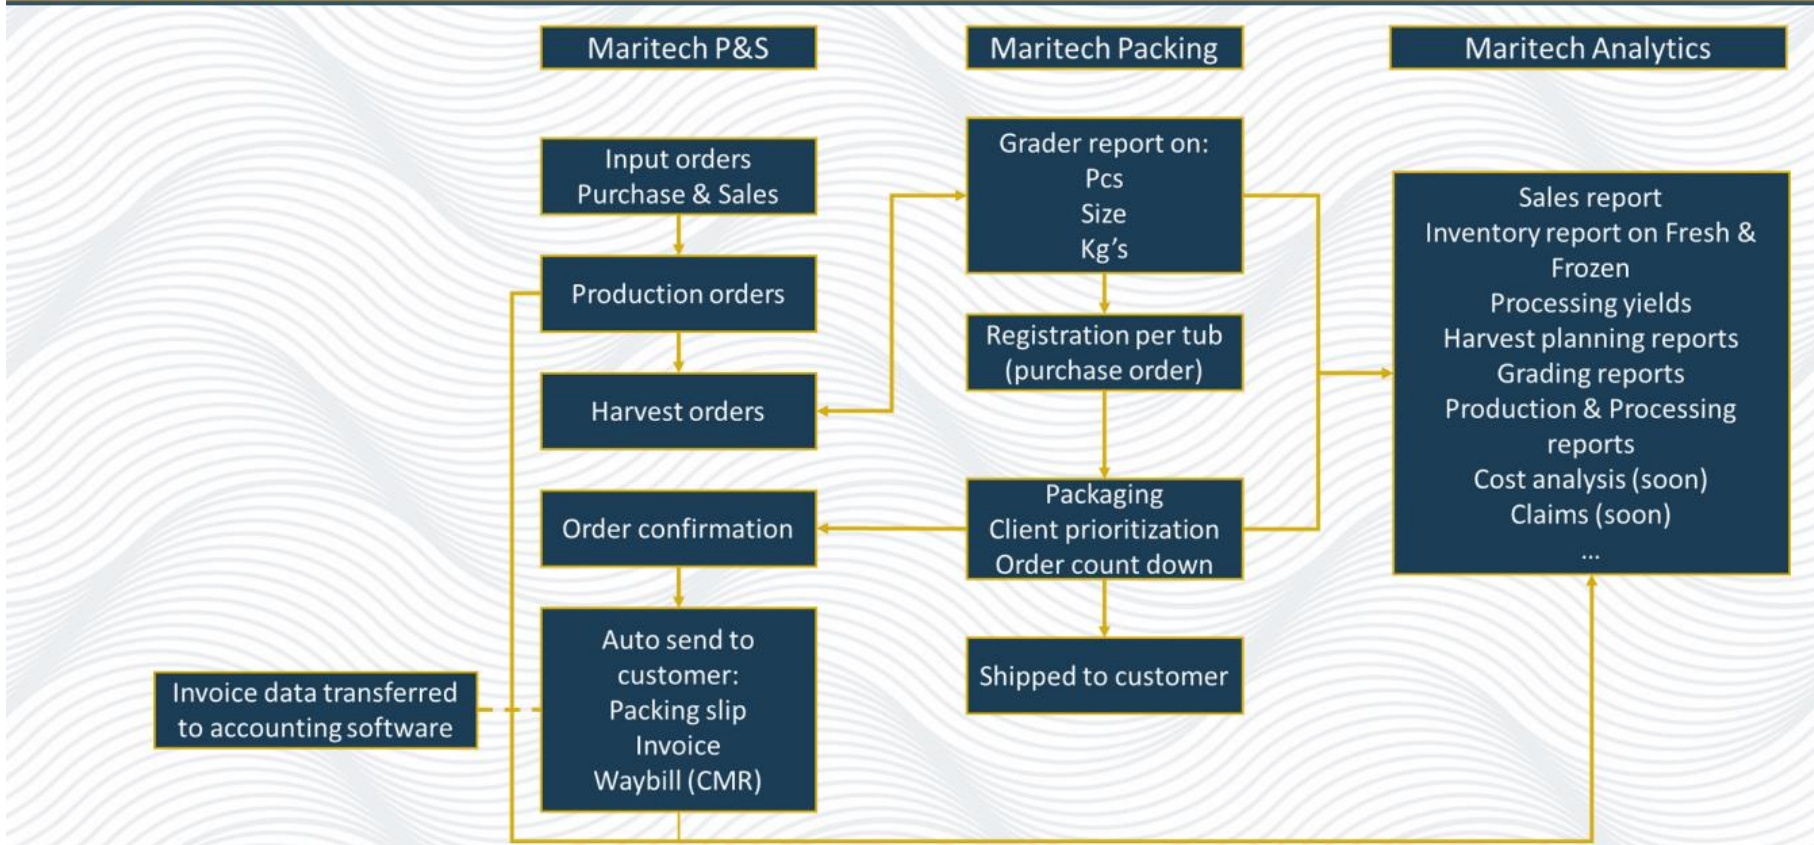 Maritech P&S
Maritech Packing
Maritech Analytics
Input orders
Purchase & Sales
Production orders
Harvest orders
Order confirmation
Auto send to
customer:
Packing slip
Invoice
Waybill (CMR)
Invoice data transferred
to accounting software
Grader report on:
Pcs
Size
Kg's
Registration per tub
(purchase order)
Packaging
Client prioritization
Order count down
Shipped to customer
Sales report
Inventory report on Fresh &
Frozen
Processing yields
Harvest planning reports
Grading reports
Production & Processing
reports
Cost analysis (soon)
Claims (soon)
...